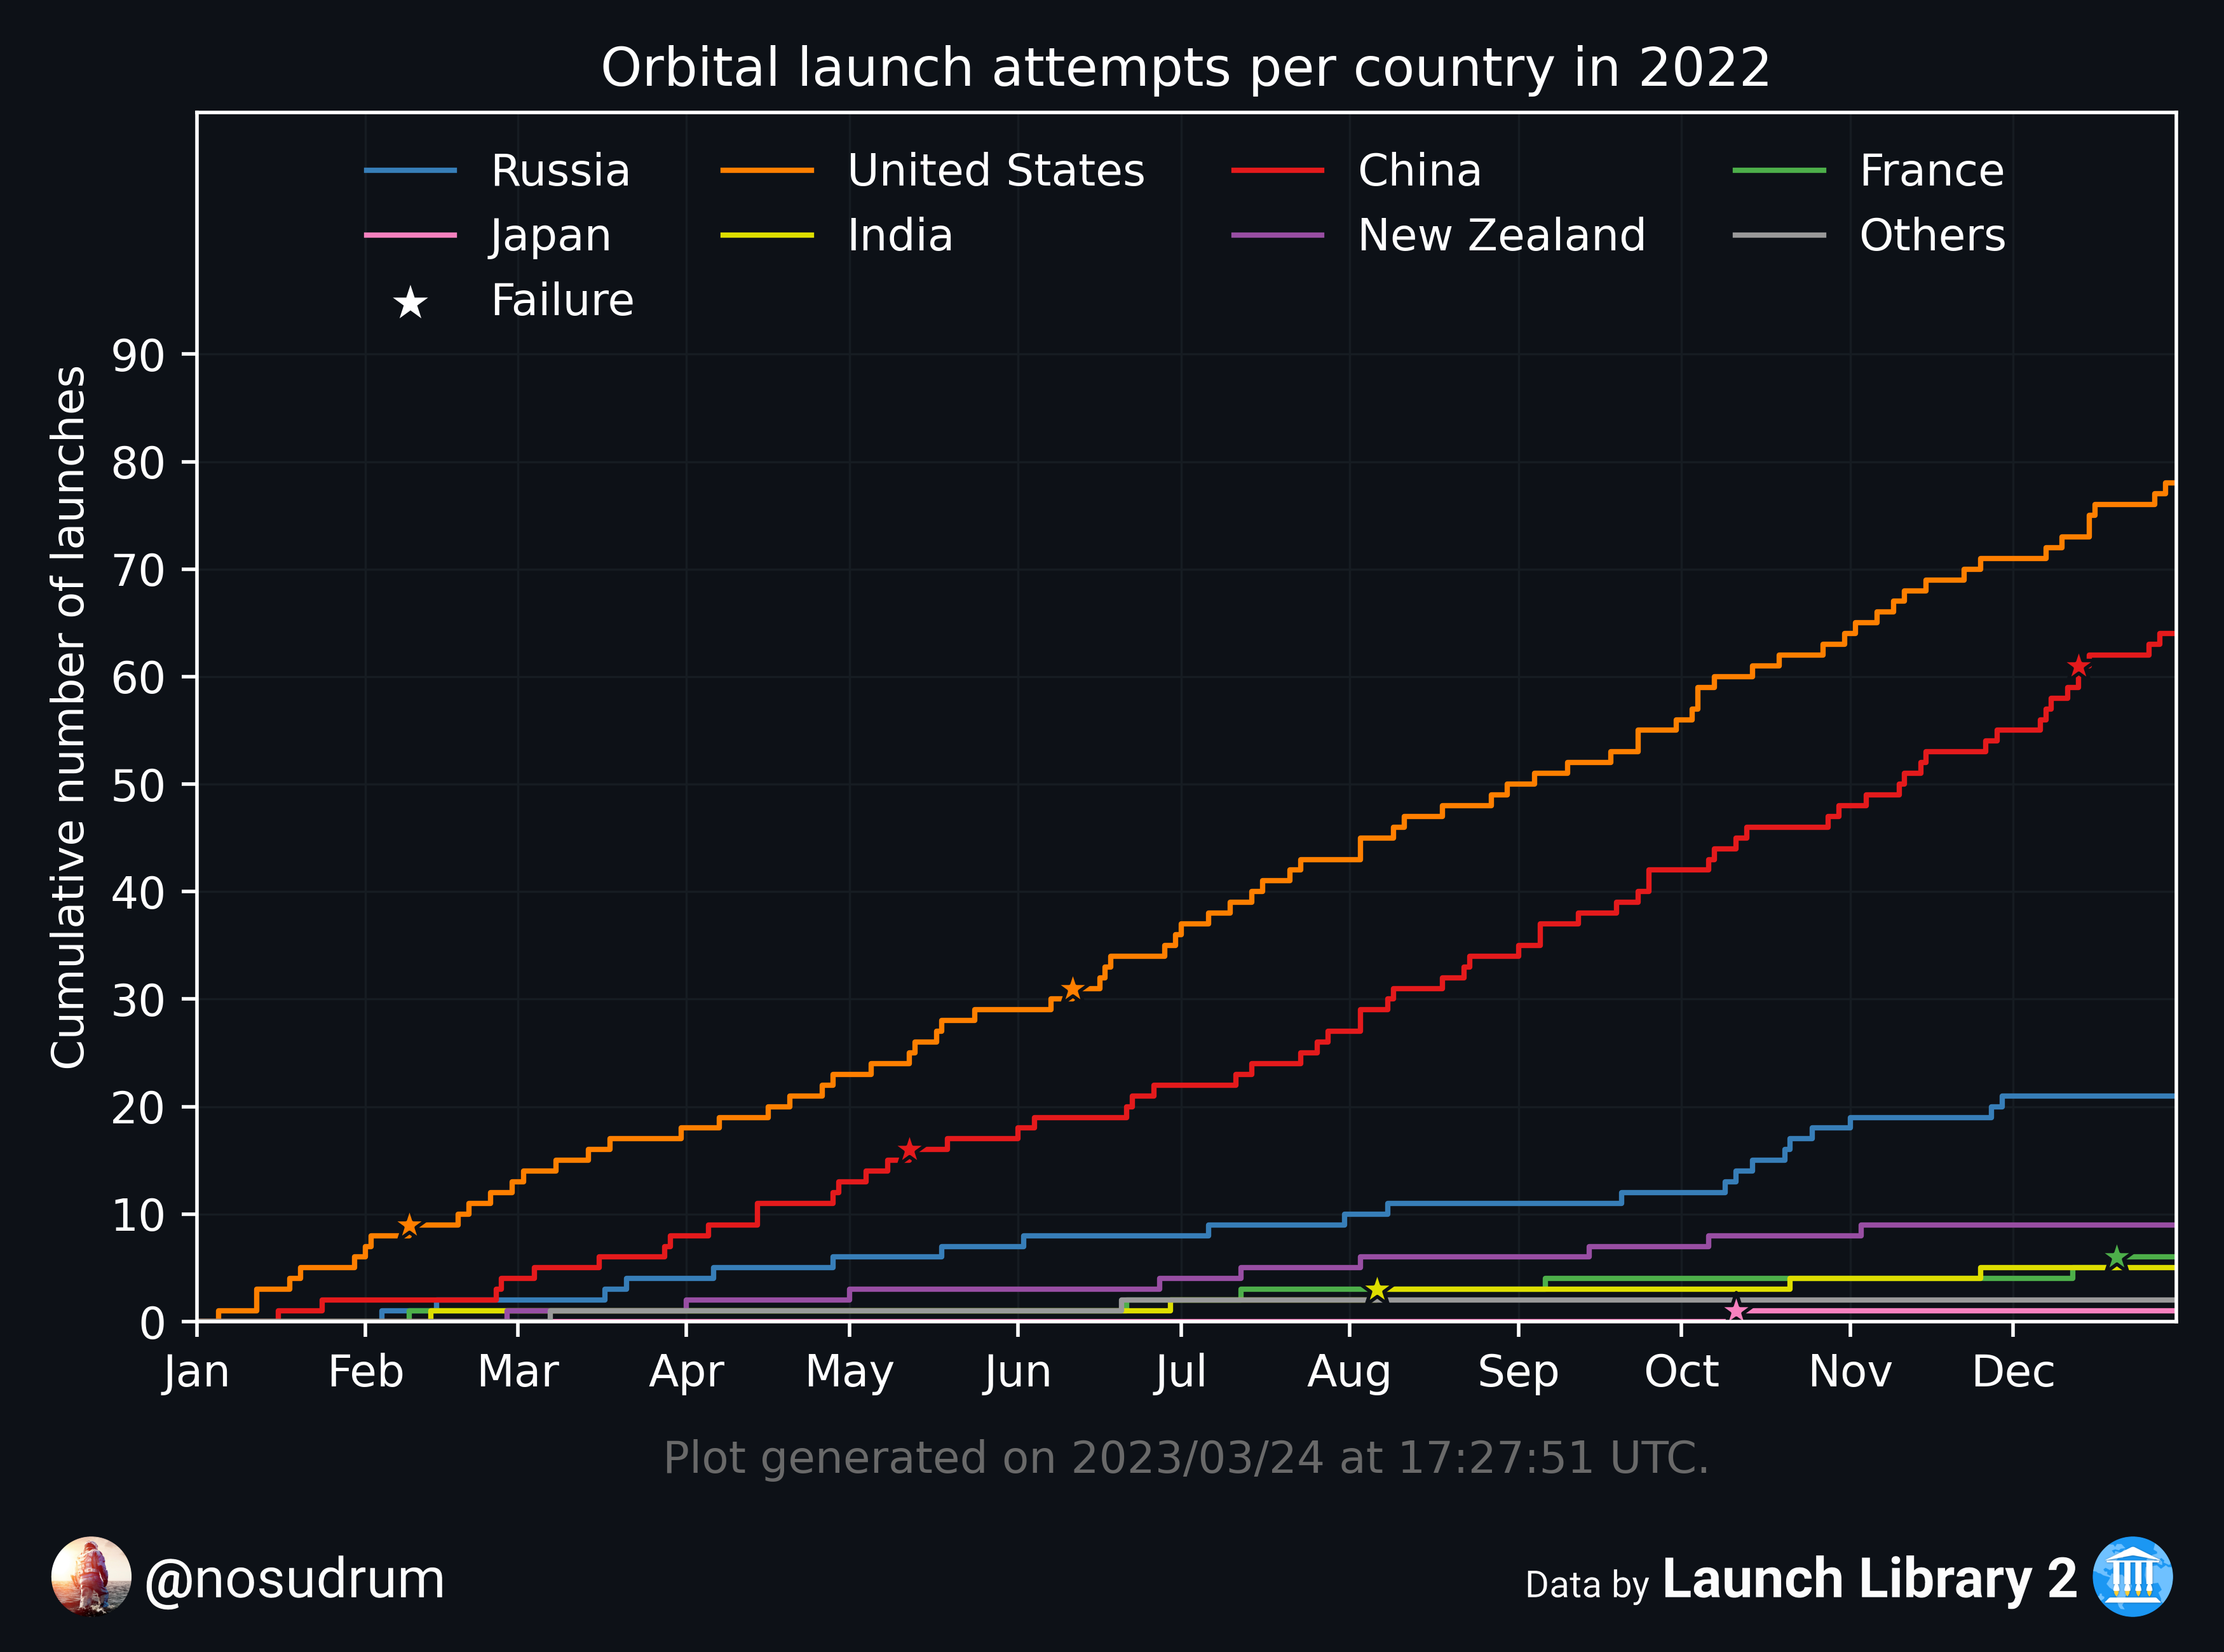 Orbital launch attempts per country in 2022
Russia United States China France
Japan India New Zealand Others
Failure
Cumulative number of launches
90
80
70
60
50
40
30
20
10
0
Jan Feb Mar Apr May Jun Jul Aug Sep Oct Nov Dec
Plot generated on 2023/03/24 at 17:27:51 UTC.
@nosudrum
Data by Launch Library 2